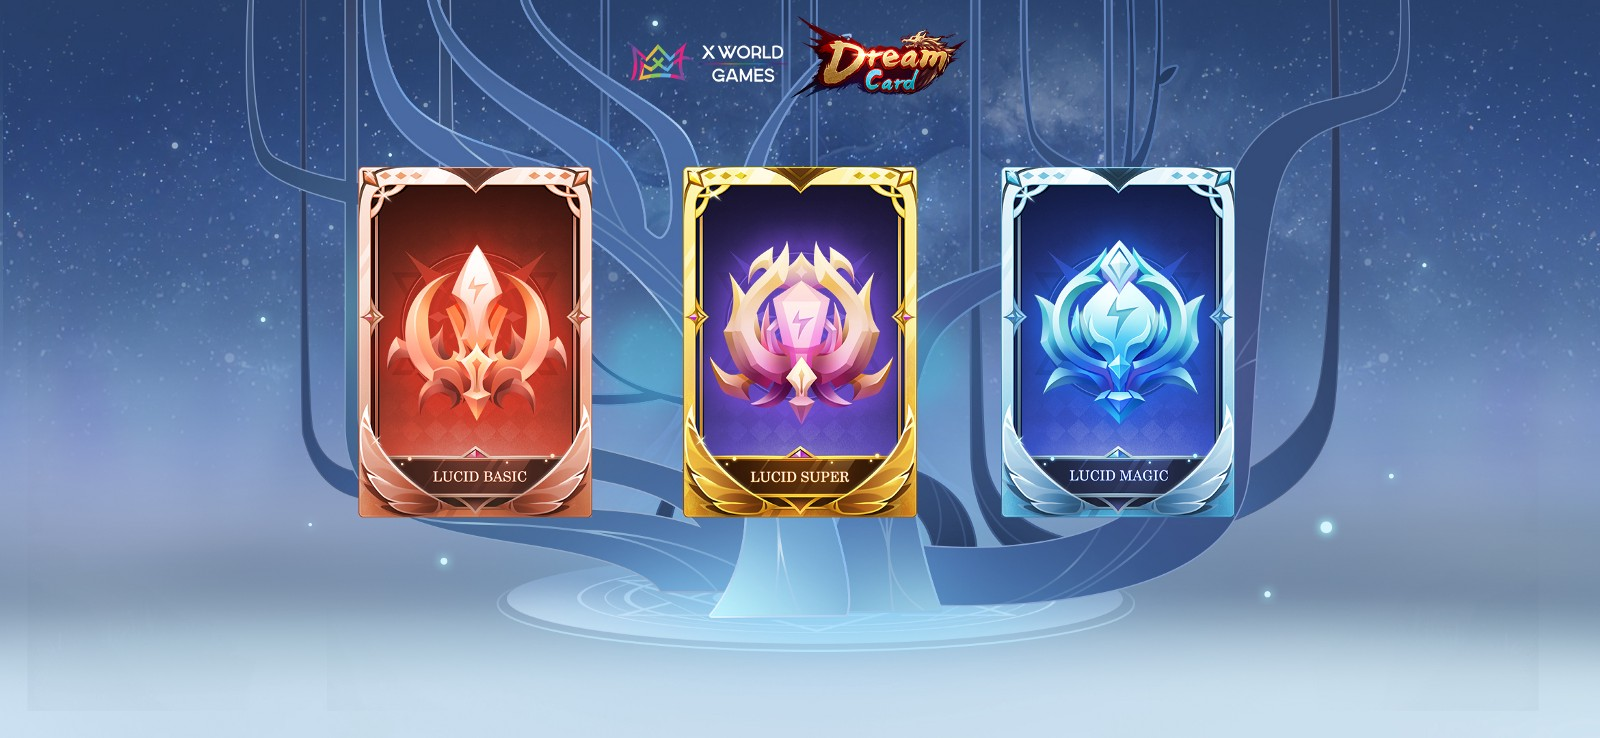 X WORLD
GAMES
Dream
Card
LUCID BASIC
LUCID SUPER
LUCID MAGIC